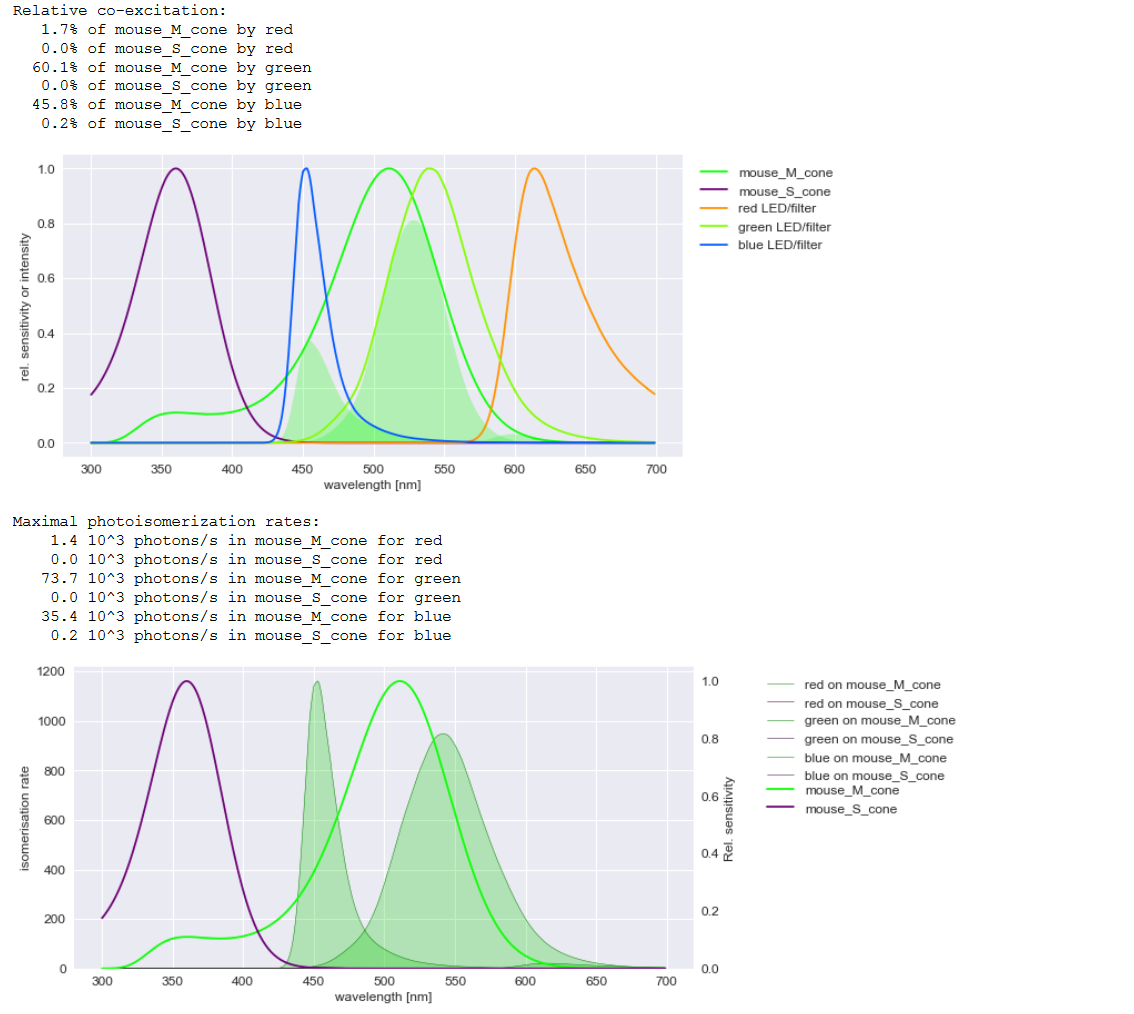 Relative co-excitation:
1.7% of mouse_M_cone by red
0.0% of mouse_S_cone by red
60.1% of mouse_M_cone by green
0.0% of mouse_S_cone by green
45.8% of mouse_M_cone by blue
0.2% of mouse_S_cone by blue
1.0
0.8
0.6
0.4
0.2
0.0
rel. sensitivity or intensity
300 350 400 450 500 550 600 650 700
wavelength [nm]
mouse_M_cone
mouse_S_cone
red LED/filter
green LED/filter
blue LED/filter
Maximal photoisomerization rates:
1.4 10^3 photons/s in mouse_M_cone for red
0.0 10^3 photons/s in mouse_S_cone for red
73.7 10^3 photons/s in mouse_M_cone for green
0.0 10^3 photons/s in mouse_S_cone for green
35.4 10^3 photons/s in mouse_M_cone for blue
0.2 10^3 photons/s in mouse_S_cone for blue
1200
1000
800
600
400
200
0
isomerisation rate
300 350 400 450 500 550 600 650 700
wavelength [nm]
1.0
0.8
0.6
0.4
0.2
0.0
Rel. sensitivity
red on mouse_M_cone
red on mouse_S_cone
green on mouse_M_cone
green on mouse_S_cone
blue on mouse_M_cone
blue on mouse_S_cone
mouse_M_cone
mouse_S_cone